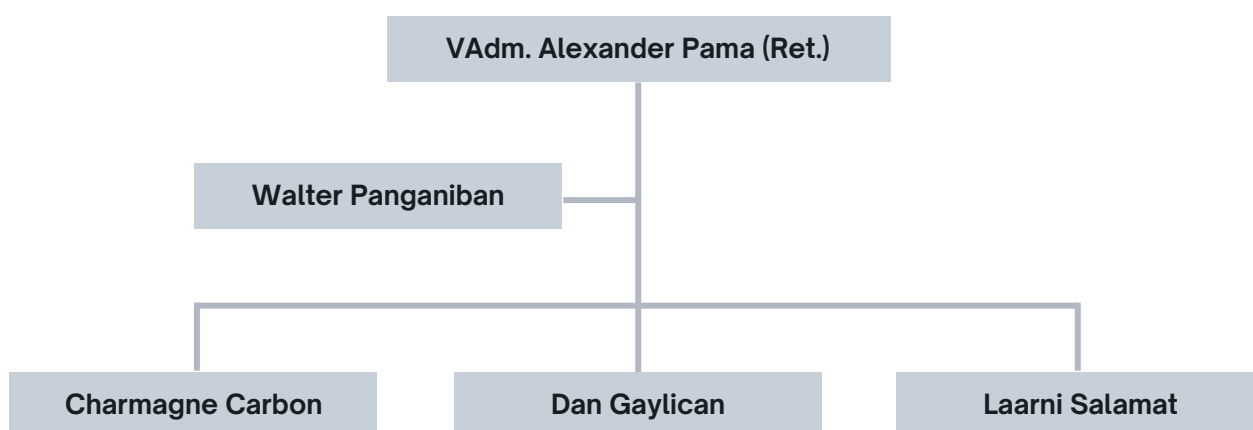 VAdm. Alexander Pama (Ret.)
Walter Panganiban
Charmagne Carbon
Dan Gaylican
Laarni Salamat